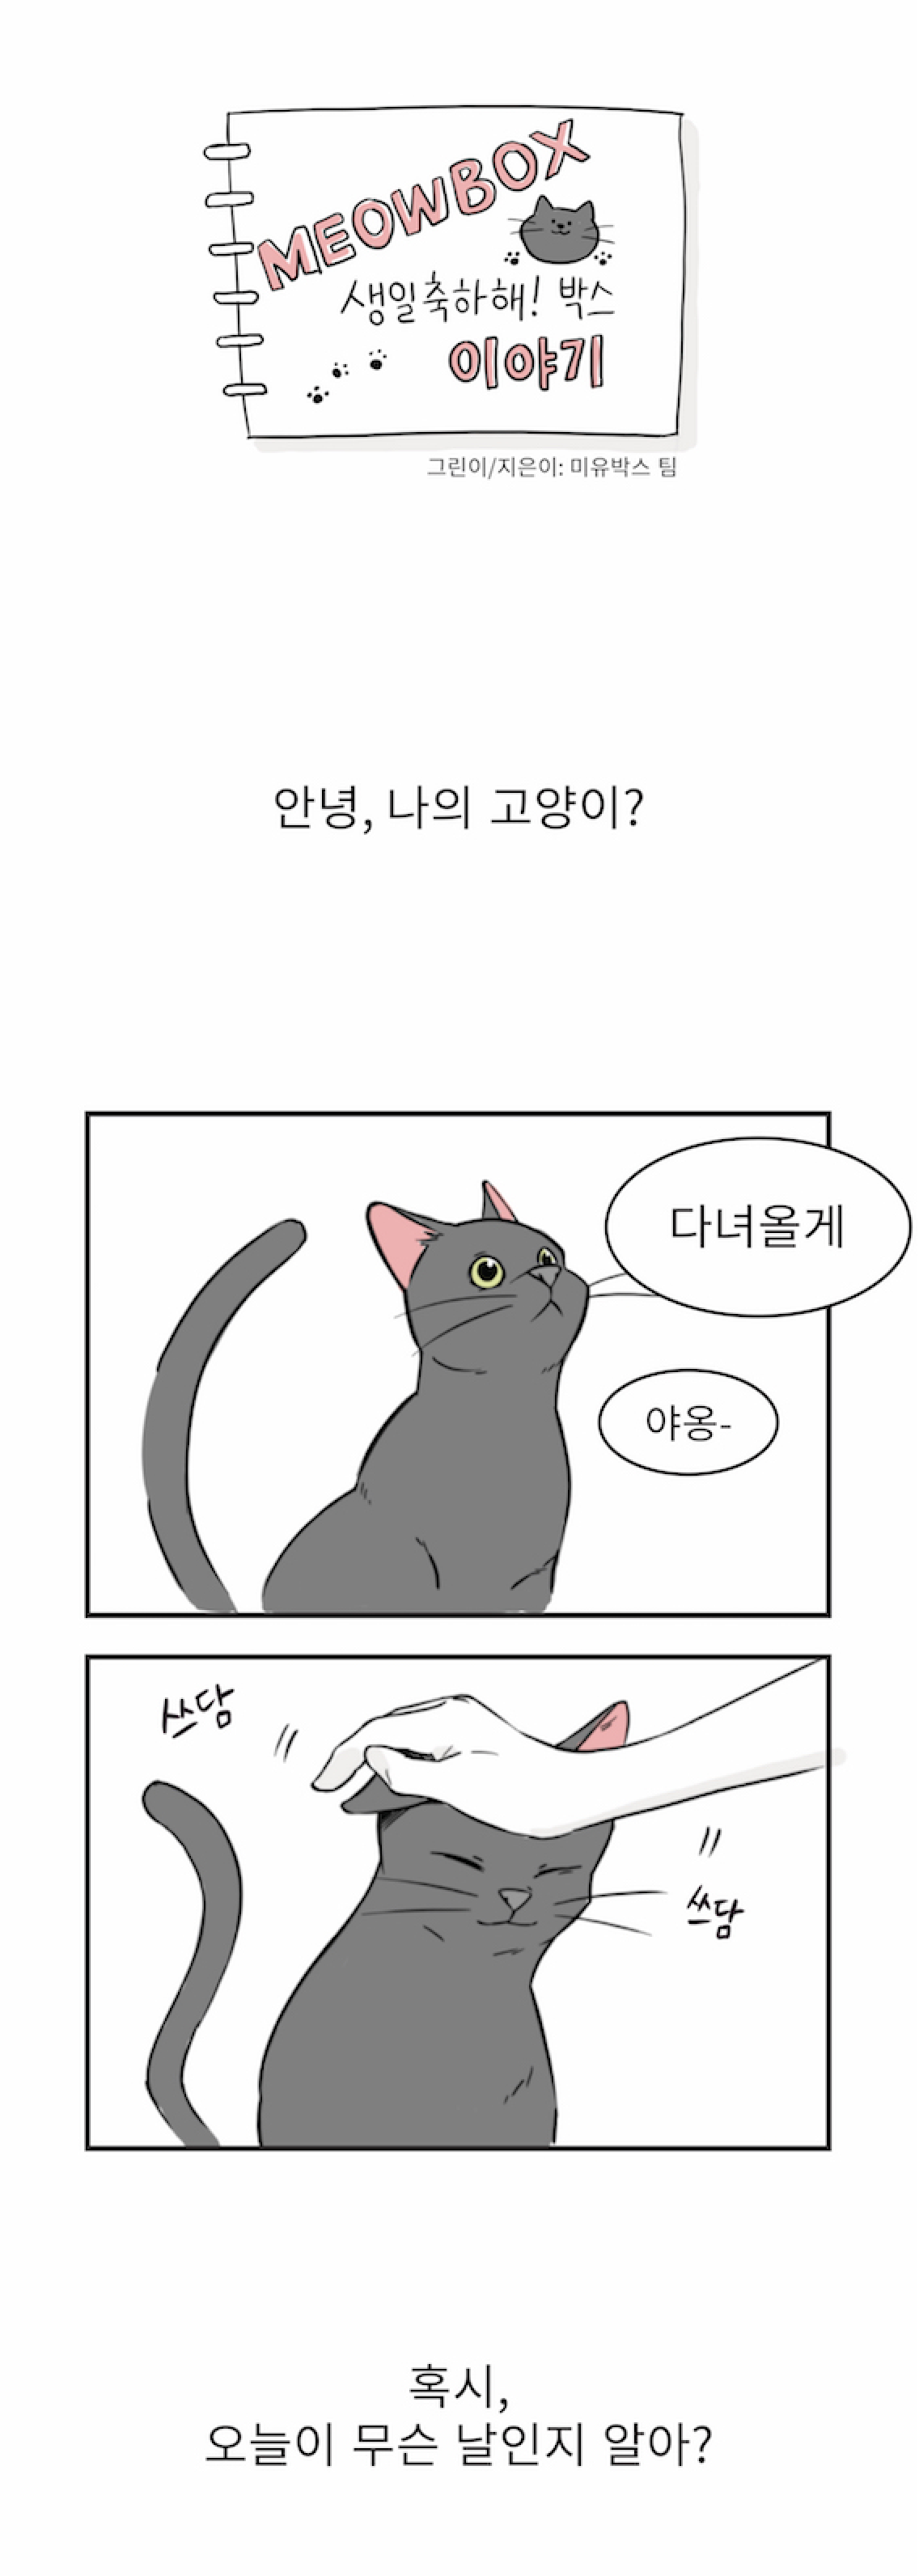 MEOWBOX
생일축하해! 박스
이야기
그린이/지은이: 미유박스 팀
안녕, 나의 고양이?
다녀올게
야옹-
쓰담
쓰담
혹시,
오늘이 무슨 날인지 알아?